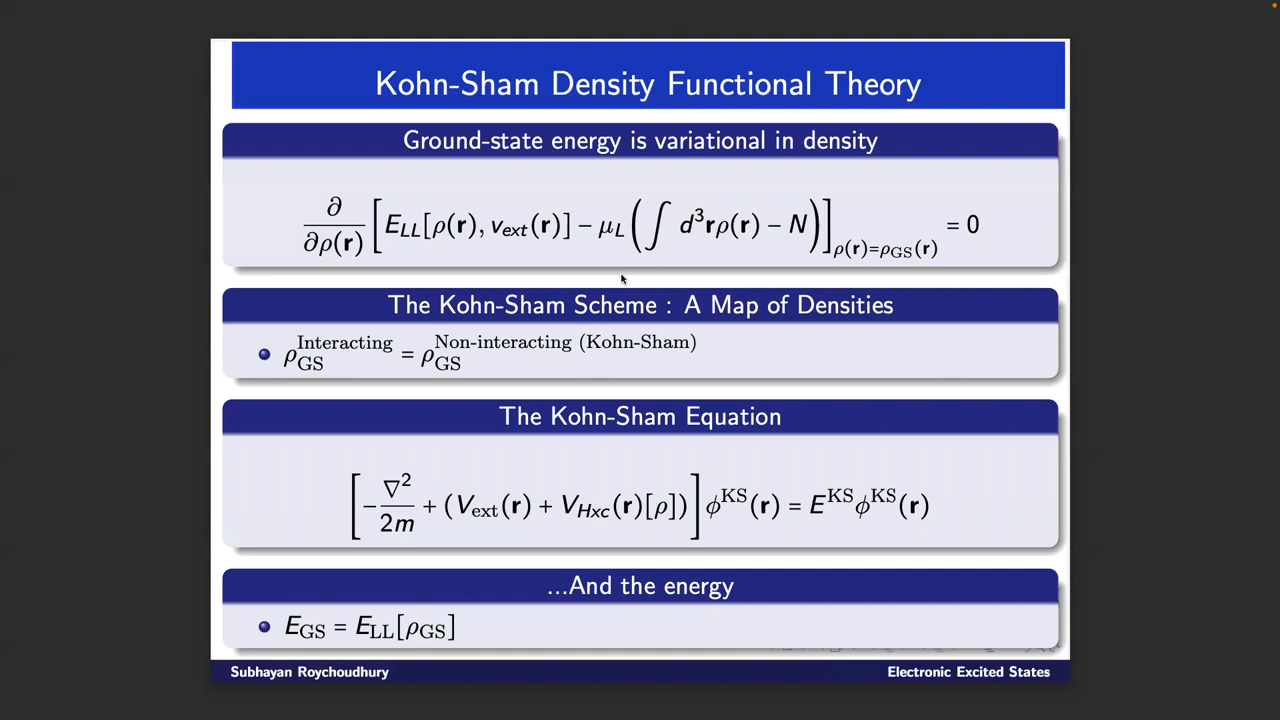 Kohn-Sham Density Functional Theory
Ground-state energy is variational in density
∂/∂ρ(r) [E_LL[ρ(r), v_ext(r)] − μ_L (∫ d³rρ(r) − N)]_ρ(r)=ρ_GS(r) = 0
The Kohn-Sham Scheme : A Map of Densities
ρ_GS^Interacting = ρ_GS^Non-interacting (Kohn-Sham)
The Kohn-Sham Equation
[−∇²/2m + (V_ext(r) + V_Hxc(r)[ρ])] ϕ^KS(r) = E^KS ϕ^KS(r)
...And the energy
E_GS = E_LL[ρ_GS]
Subhayan Roychoudhury Electronic Excited States